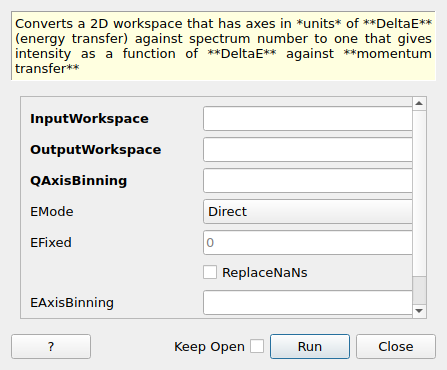 Converts a 2D workspace that has axes in *units* of **DeltaE**
(energy transfer) against spectrum number to one that gives
intensity as a function of **DeltaE** against **momentum
transfer**
InputWorkspace
OutputWorkspace
QAxisBinning
EMode Direct
EFixed 0
ReplaceNaNs
EAxisBinning
? Keep Open Run Close